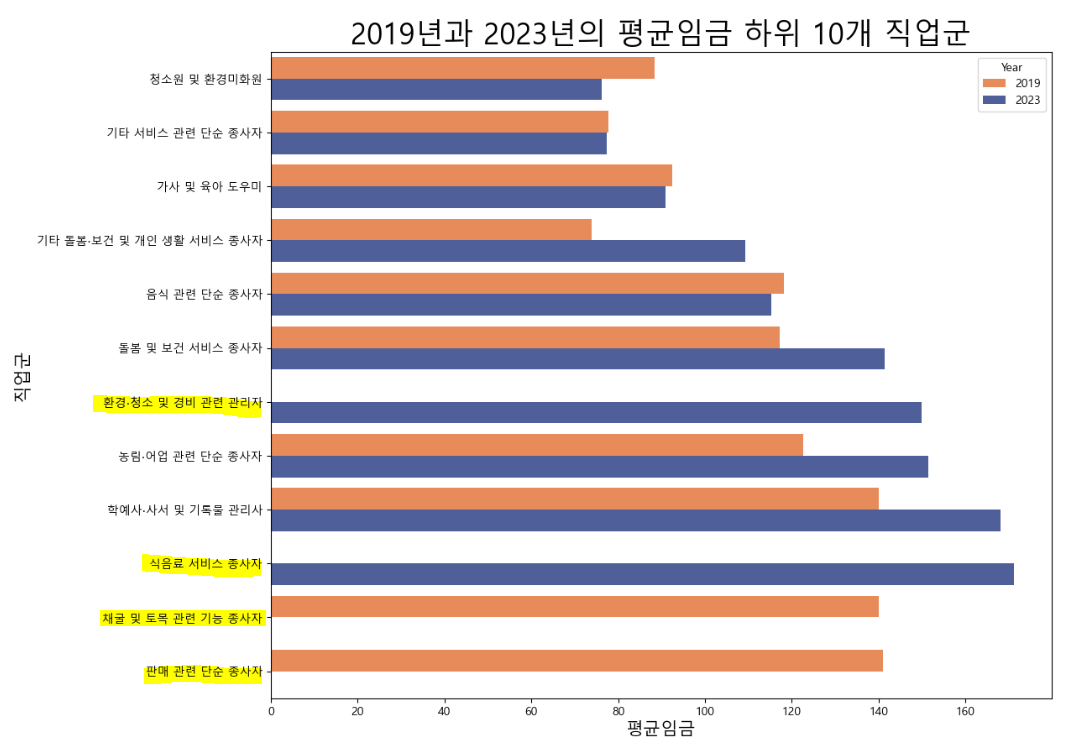 2019년과 2023년의 평균임금 하위 10개 직업군
Year
2019
2023
직업군
청소원 및 환경미화원
기타 서비스 관련 단순 종사자
가사 및 육아 도우미
기타 돌봄·보건 및 개인 생활 서비스 종사자
음식 관련 단순 종사자
돌봄 및 보건 서비스 종사자
환경·청소 및 경비 관련 관리자
농림·어업 관련 단순 종사자
학예사·사서 및 기록물 관리사
식음료 서비스 종사자
채굴 및 토목 관련 기능 종사자
판매 관련 단순 종사자
0 20 40 60 80 100 120 140 160
평균임금